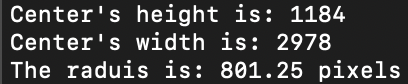 Center's height is: 1184
Center's width is: 2978
The raduis is: 801.25 pixels